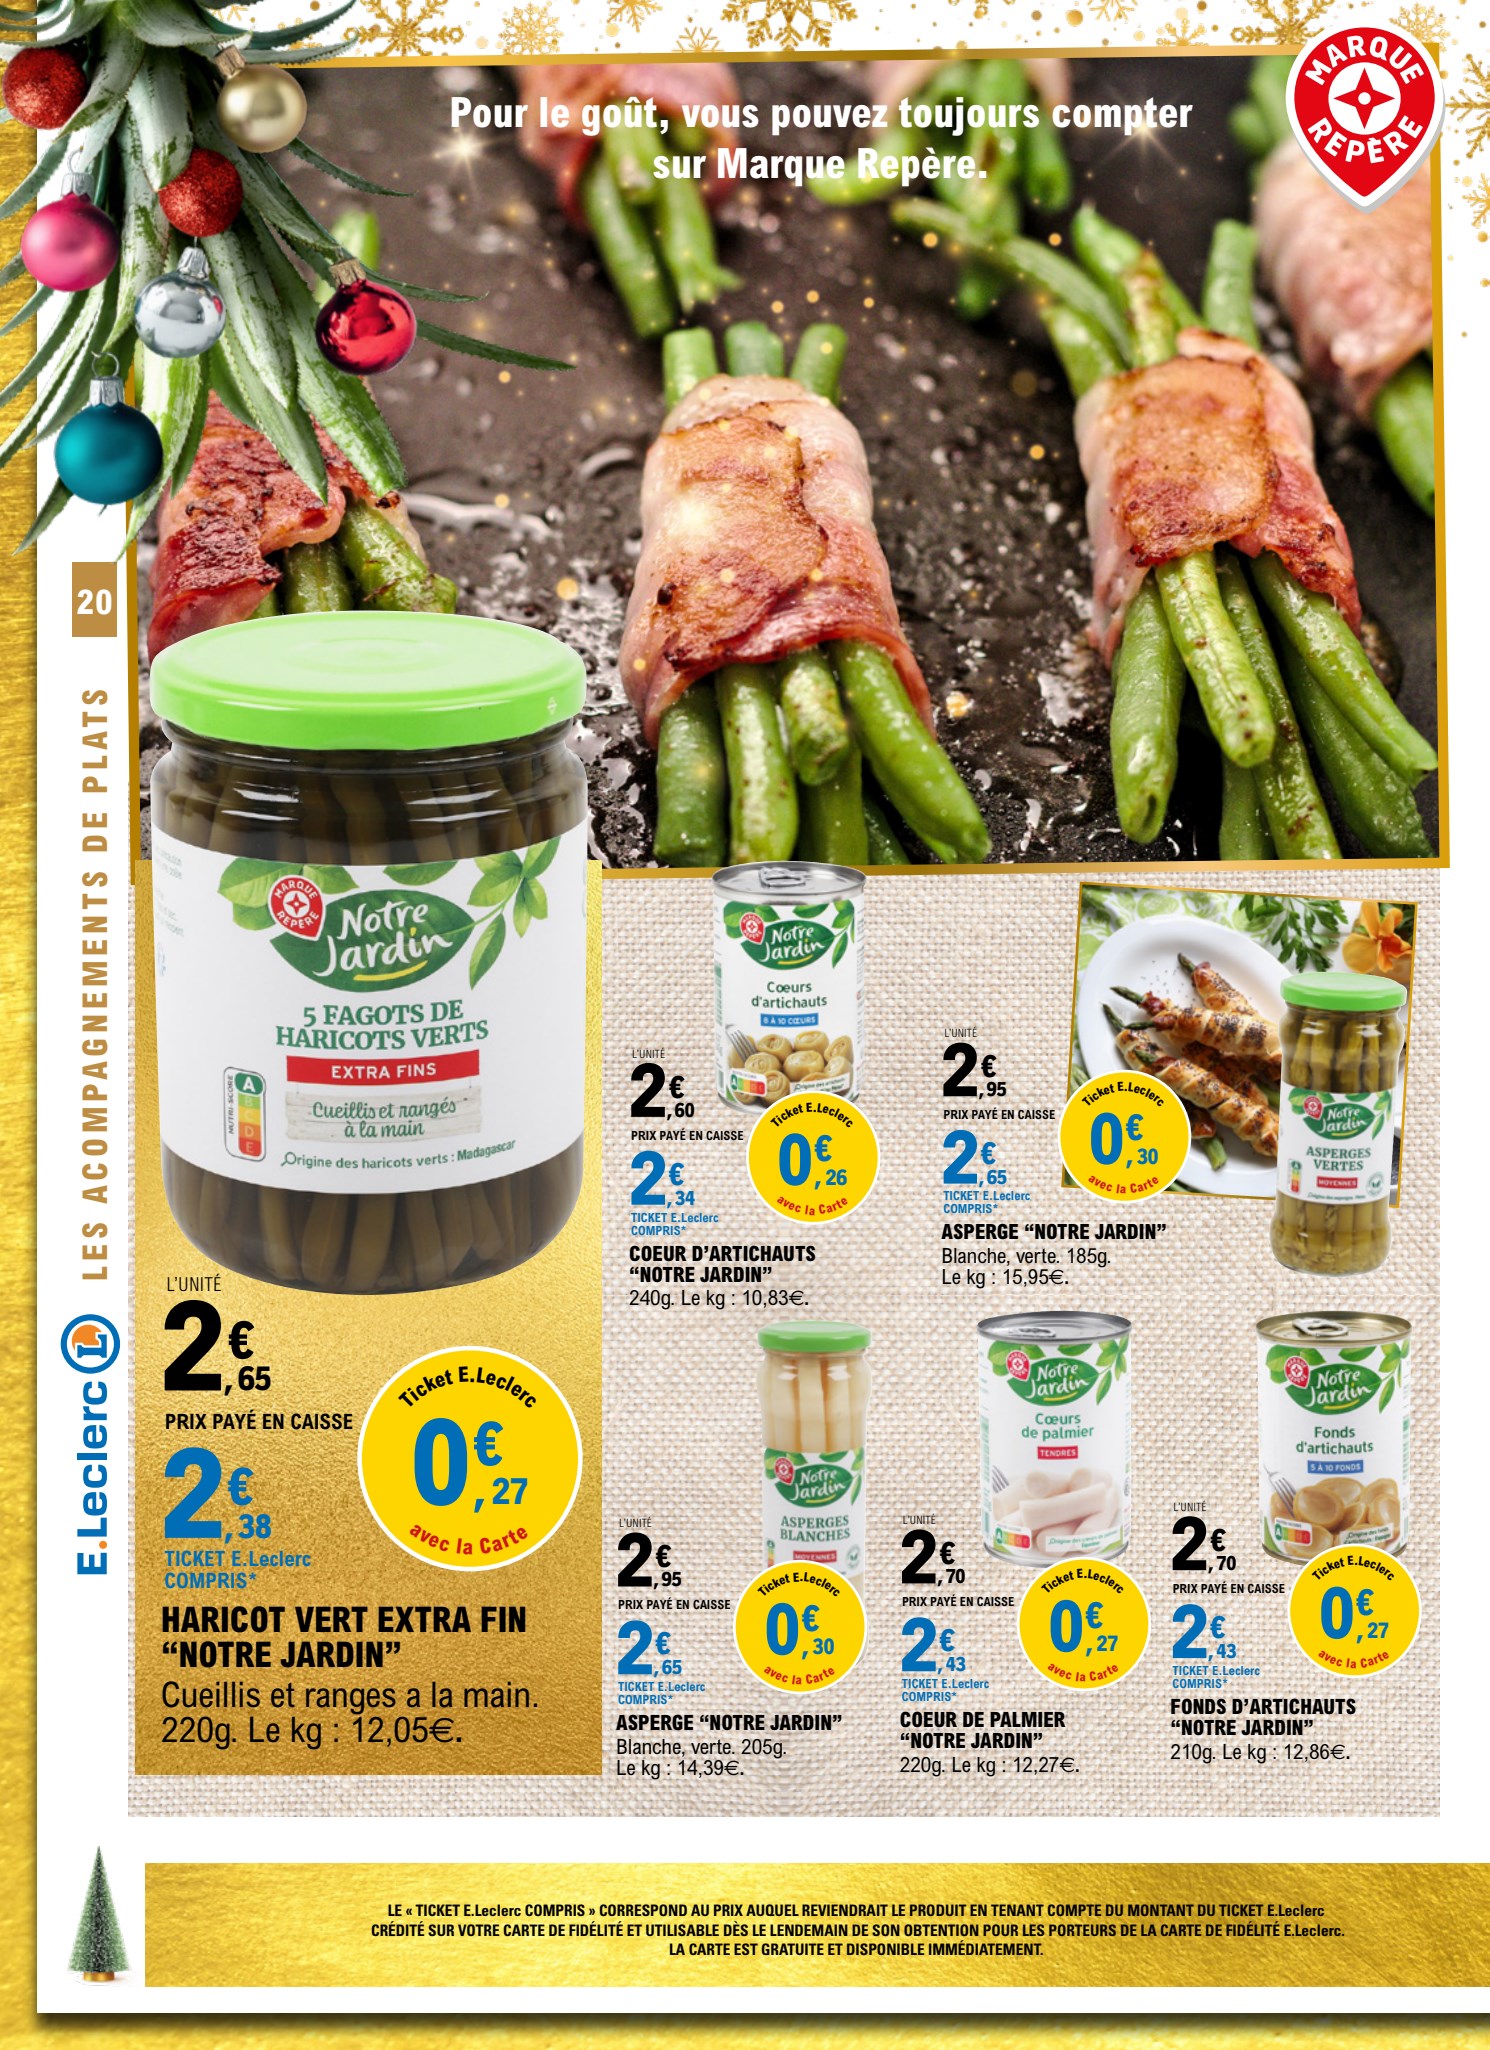 Pour le goût, vous pouvez toujours compter
sur Marque Repère.
MARQUE
REPÈRE
20
LES ACOMPAGNEMENTS DE PLATS
E.Leclerc L
MARQUE
REPÈRE
Notre
Jardin
5 FAGOTS DE
HARICOTS VERTS
EXTRA FINS
Cueillis et rangés
à la main
Origine des haricots verts : Madagascar
NUTRI-SCORE
A
B
C
D
E
L'UNITÉ
2€,65
PRIX PAYÉ EN CAISSE
2€,38
TICKET E.Leclerc
COMPRIS*
Ticket E.Leclerc
0€,27
avec la Carte
HARICOT VERT EXTRA FIN
“NOTRE JARDIN”
Cueillis et ranges a la main.
220g. Le kg : 12,05€.
Notre
Jardin
Cœurs
d'artichauts
8 À 10 CŒURS
L'UNITÉ
2€,60
PRIX PAYÉ EN CAISSE
2€,34
TICKET E.Leclerc
COMPRIS*
Ticket E.Leclerc
0€,26
avec la Carte
COEUR D’ARTICHAUTS
“NOTRE JARDIN”
240g. Le kg : 10,83€.
L'UNITÉ
2€,95
PRIX PAYÉ EN CAISSE
2€,65
TICKET E.Leclerc
COMPRIS*
Ticket E.Leclerc
0€,30
avec la Carte
Notre
Jardin
ASPERGES
VERTES
MOYENNES
ASPERGE “NOTRE JARDIN”
Blanche, verte. 185g.
Le kg : 15,95€.
Notre
Jardin
ASPERGES
BLANCHES
MOYENNES
L'UNITÉ
2€,95
PRIX PAYÉ EN CAISSE
2€,65
TICKET E.Leclerc
COMPRIS*
Ticket E.Leclerc
0€,30
avec la Carte
ASPERGE “NOTRE JARDIN”
Blanche, verte. 205g.
Le kg : 14,39€.
Notre
Jardin
Cœurs
de palmier
TENDRES
L'UNITÉ
2€,70
PRIX PAYÉ EN CAISSE
2€,43
TICKET E.Leclerc
COMPRIS*
Ticket E.Leclerc
0€,27
avec la Carte
COEUR DE PALMIER
“NOTRE JARDIN”
220g. Le kg : 12,27€.
Notre
Jardin
Fonds
d'artichauts
5 À 10 FONDS
L'UNITÉ
2€,70
PRIX PAYÉ EN CAISSE
2€,43
TICKET E.Leclerc
COMPRIS*
Ticket E.Leclerc
0€,27
avec la Carte
FONDS D’ARTICHAUTS
“NOTRE JARDIN”
210g. Le kg : 12,86€.
LE « TICKET E.Leclerc COMPRIS » CORRESPOND AU PRIX AUQUEL REVIENDRAIT LE PRODUIT EN TENANT COMPTE DU MONTANT DU TICKET E.Leclerc
CRÉDITÉ SUR VOTRE CARTE DE FIDÉLITÉ ET UTILISABLE DÈS LE LENDEMAIN DE SON OBTENTION POUR LES PORTEURS DE LA CARTE DE FIDÉLITÉ E.Leclerc.
LA CARTE EST GRATUITE ET DISPONIBLE IMMÉDIATEMENT.